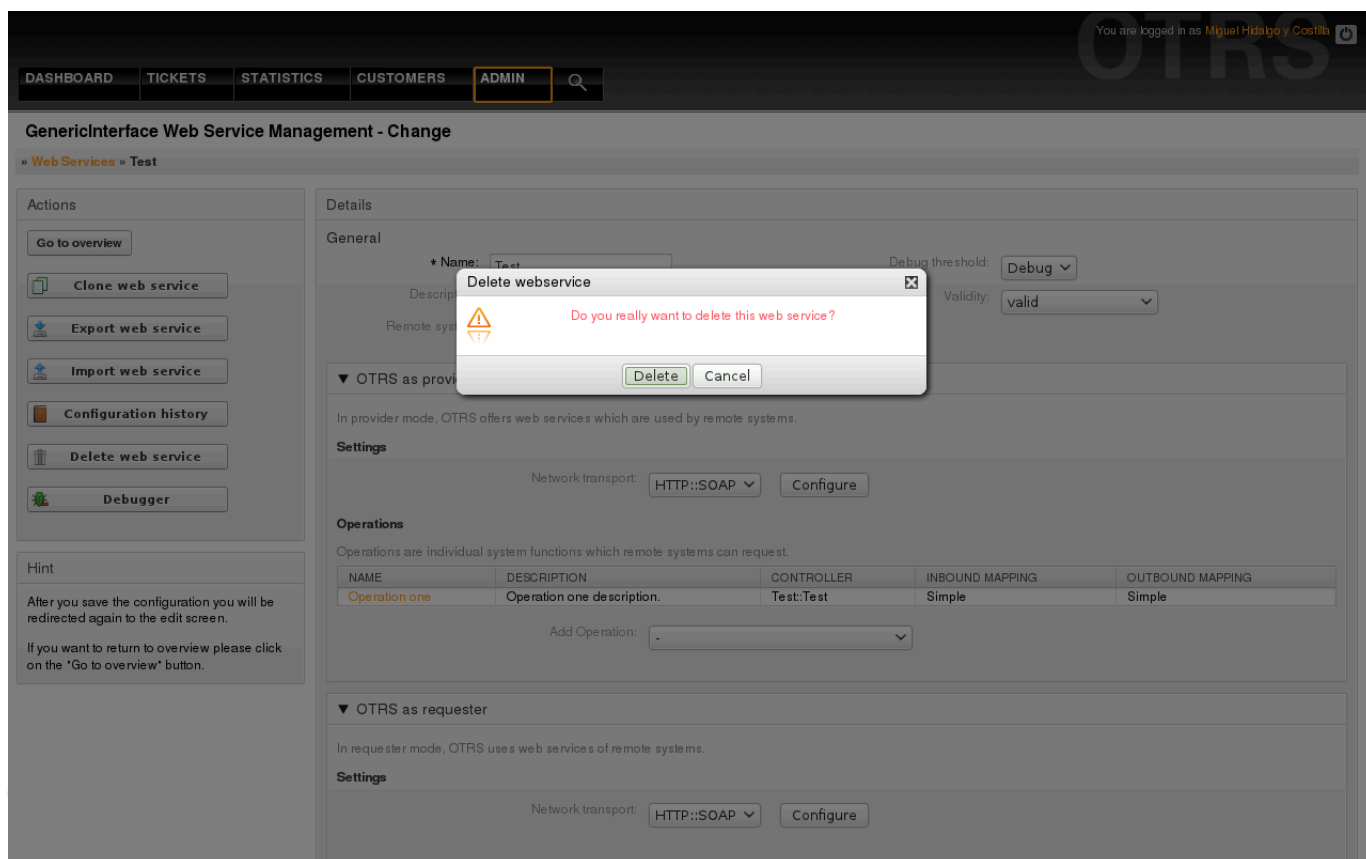 OTRS
You are logged in as Miguel Hidalgo y Costilla
DASHBOARD TICKETS STATISTICS CUSTOMERS ADMIN
GenericInterface Web Service Management - Change
» Web Services » Test
Actions
Go to overview
Clone web service
Export web service
Import web service
Configuration history
Delete web service
Debugger
Hint
After you save the configuration you will be
redirected again to the edit screen.
If you want to return to overview please click
on the "Go to overview" button.
Details
General
* Name: Test
Debug threshold: Debug
Descrip
Validity: valid
Remote syst
Delete webservice
Do you really want to delete this web service?
Delete Cancel
▼ OTRS as provi
In provider mode, OTRS offers web services which are used by remote systems.
Settings
Network transport: HTTP::SOAP Configure
Operations
Operations are individual system functions which remote systems can request.
NAME DESCRIPTION CONTROLLER INBOUND MAPPING OUTBOUND MAPPING
Operation one Operation one description. Test::Test Simple Simple
Add Operation: -
▼ OTRS as requester
In requester mode, OTRS uses web services of remote systems.
Settings
Network transport: HTTP::SOAP Configure